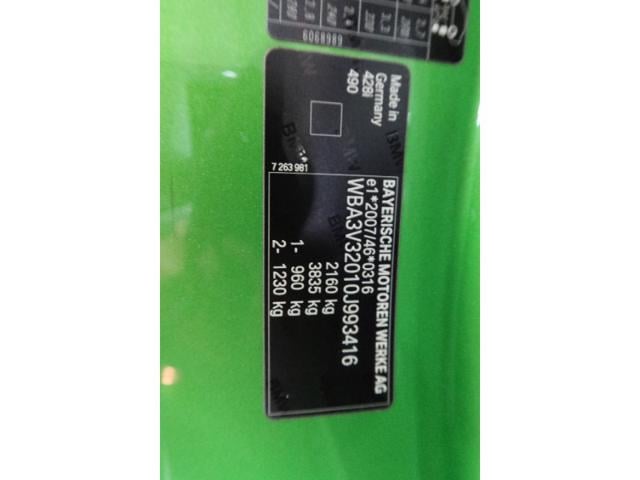 Made in
Germany
428i
490
7 263 981
BAYERISCHE MOTOREN WERKE AG
e1*2007/46*0316
WBA3V32010J993416
2160 kg
3835 kg
1- 960 kg
2- 1230 kg
6068989